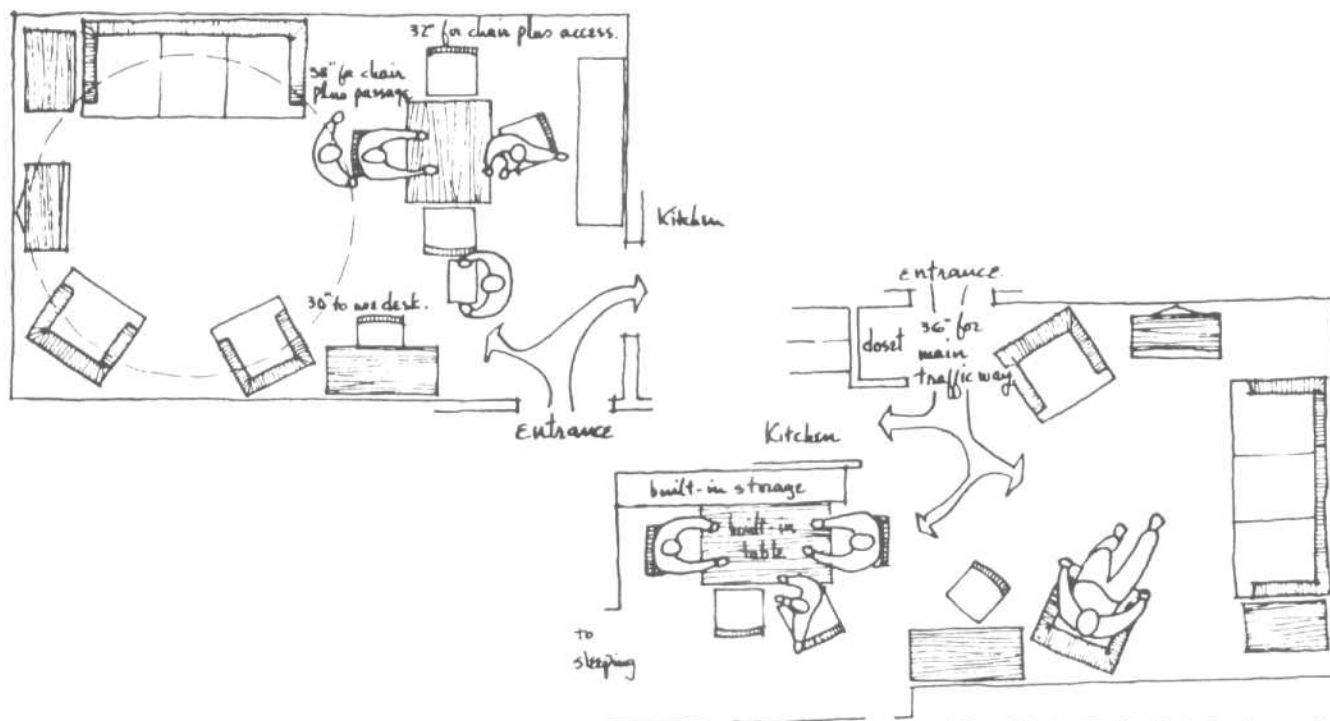 32" for chair plus access.
38" for chair
plus passage
Kitchen
30" to use desk.
Entrance
entrance
closet
36" for
main
traffic way
Kitchen
built-in storage
built-in
table
to
sleeping